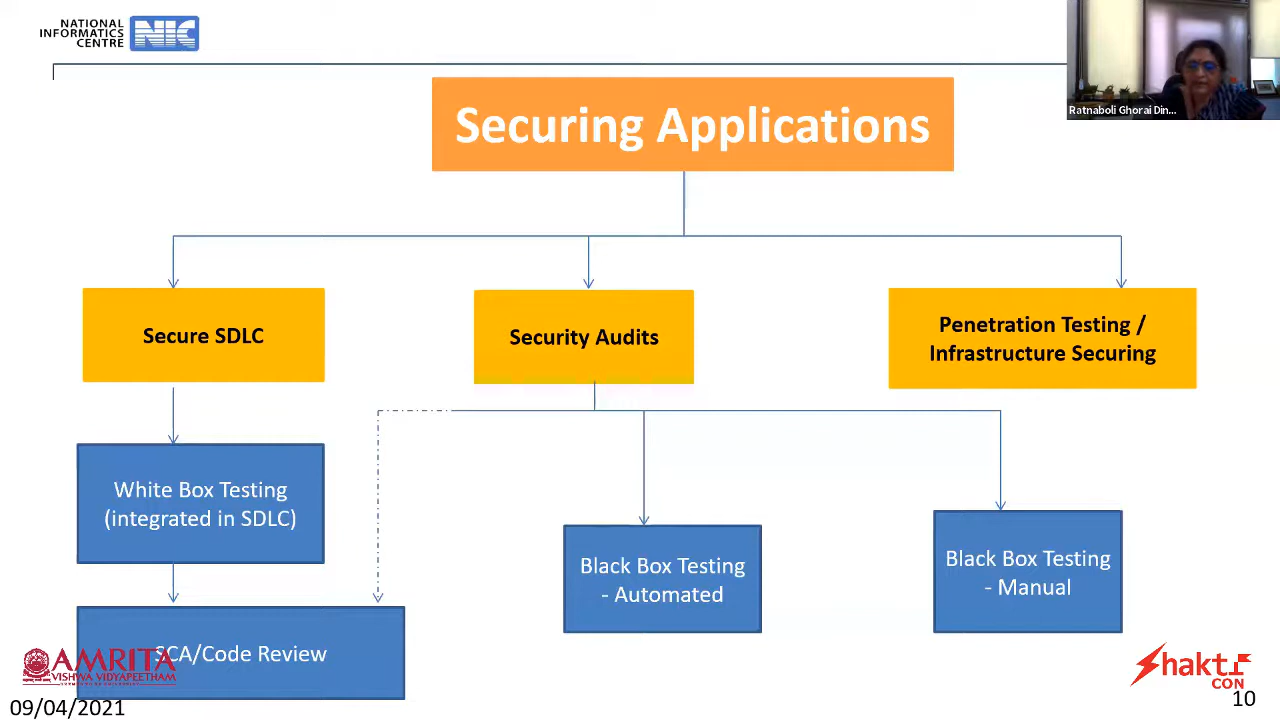 NATIONAL
INFORMATICS
CENTRE
NIC
Ratnaboli Ghorai Din...
Securing Applications
Secure SDLC
Security Audits
Penetration Testing /
Infrastructure Securing
White Box Testing
(integrated in SDLC)
Black Box Testing
- Automated
Black Box Testing
- Manual
SCA/Code Review
AMRITA
VISHWA VIDYAPEETHAM
Shakti
CON
09/04/2021
10